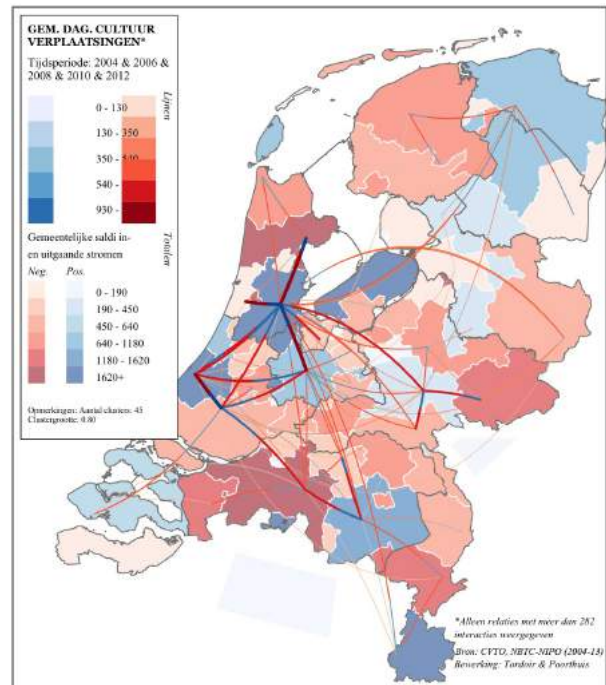 GEM. DAG. CULTUUR
VERPLAATSINGEN*
Tijdsperiode: 2004 & 2006 &
2008 & 2010 & 2012
Lijnen
0 - 130
130 - 350
350 - 540
540 -
950 -
Gemeentelijke saldi in-
en uitgaande stromen
Totalen
Neg. Pos.
0 - 190
190 - 450
450 - 640
640 - 1180
1180 - 1620
1620+
Opmerkingen: Aantal clusters: 45
Clustergrootte: 0.80
*Alleen relaties met meer dan 282
interacties weergegeven
Bron: CVTO, NBTC-NIPO (2004-13)
Bewerking: Tordoir & Poorthuis